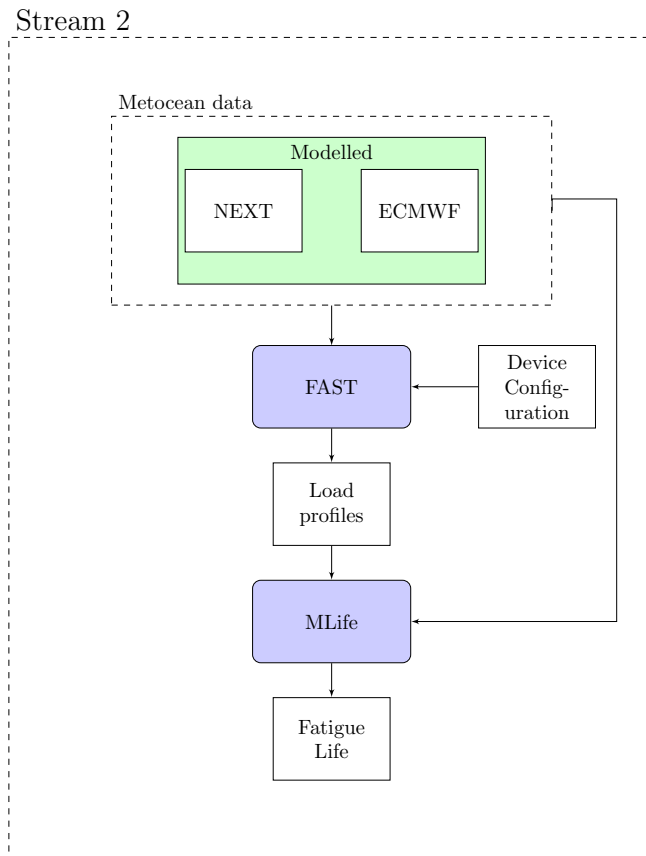 Stream 2
Metocean data
Modelled
NEXT
ECMWF
FAST
Device
Config-
uration
Load
profiles
MLife
Fatigue
Life